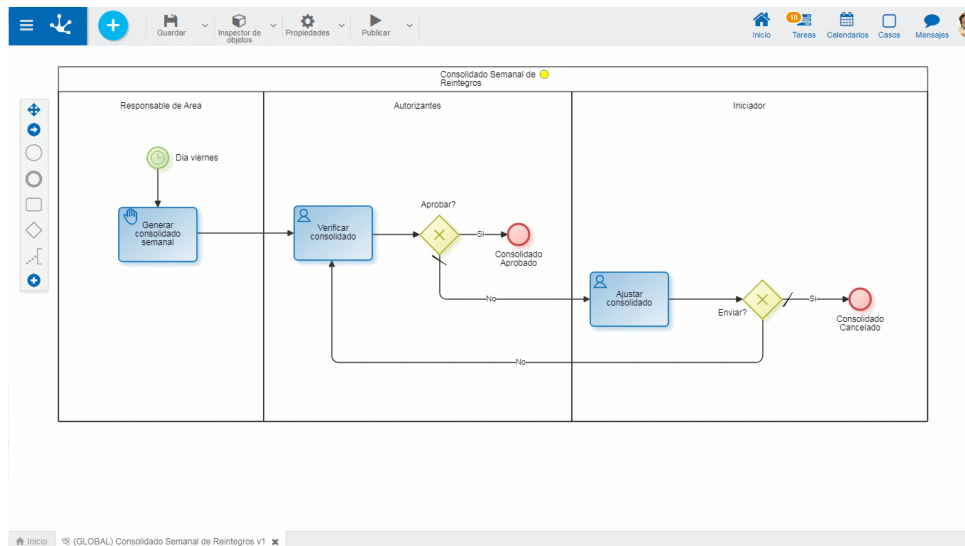 Guardar
Inspector de
objetos
Propiedades
Publicar
Inicio
18
Tareas
Calendarios
Casos
Mensajes
Consolidado Semanal de
Reintegros
Responsable de Area
Autorizantes
Iniciador
Dia viernes
Generar
consolidado
semanal
Verificar
consolidado
Aprobar?
Si
Consolidado
Aprobado
No
Ajustar
consolidado
Enviar?
Si
Consolidado
Cancelado
No
Inicio
(GLOBAL) Consolidado Semanal de Reintegros v1